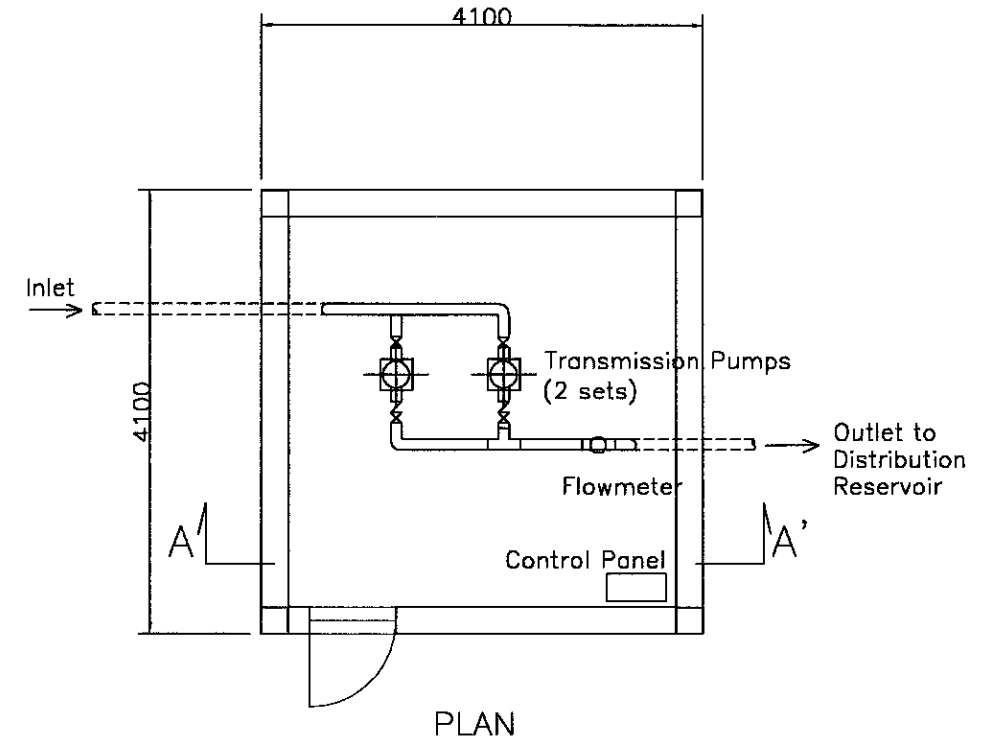 4100
Inlet
4100
Transmission Pumps
(2 sets)
Outlet to
Distribution
Reservoir
Flowmeter
A
A'
Control Panel
PLAN